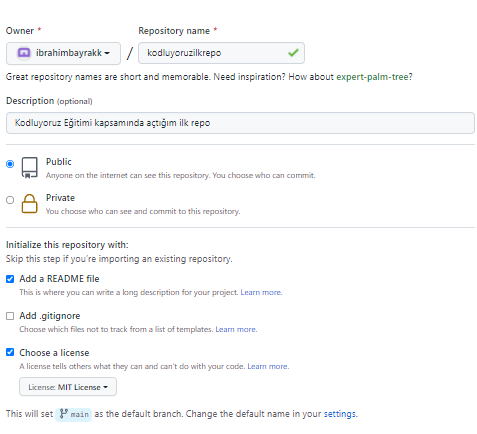 Owner * Repository name *
ibrahimbayrakk / kodluyoruzilkrepo
Great repository names are short and memorable. Need inspiration? How about expert-palm-tree?
Description (optional)
Kodluyoruz Eğitimi kapsamında açtığım ilk repo
Public
Anyone on the internet can see this repository. You choose who can commit.
Private
You choose who can see and commit to this repository.
Initialize this repository with:
Skip this step if you're importing an existing repository.
Add a README file
This is where you can write a long description for your project. Learn more.
Add .gitignore
Choose which files not to track from a list of templates. Learn more.
Choose a license
A license tells others what they can and can't do with your code. Learn more.
License: MIT License
This will set main as the default branch. Change the default name in your settings.